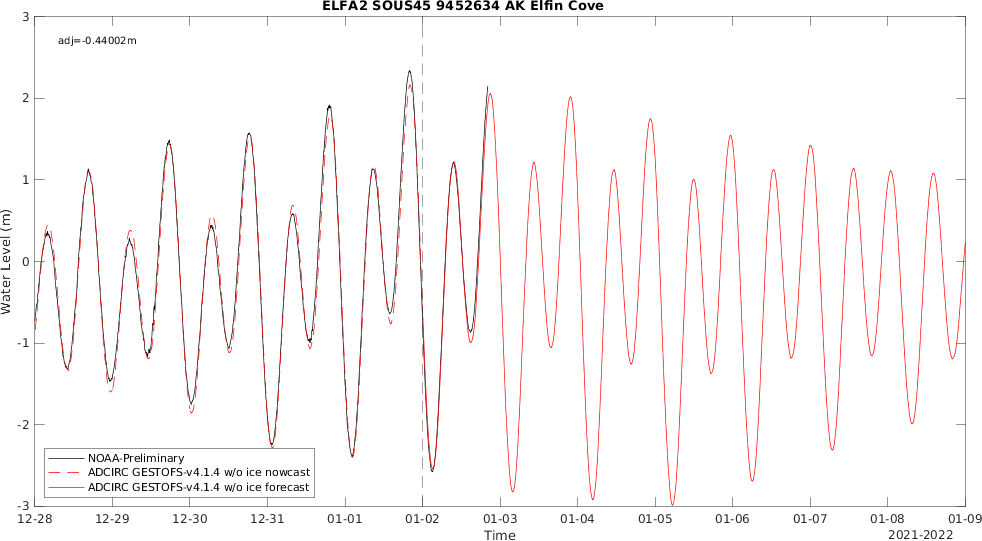 ELFA2 SOUS45 9452634 AK Elfin Cove
adj=-0.44002m
Water Level (m)
3
2
1
0
-1
-2
-3
NOAA-Preliminary
ADCIRC GESTOFS-v4.1.4 w/o ice nowcast
ADCIRC GESTOFS-v4.1.4 w/o ice forecast
12-28 12-29 12-30 12-31 01-01 01-02 01-03 01-04 01-05 01-06 01-07 01-08 01-09
Time
2021-2022